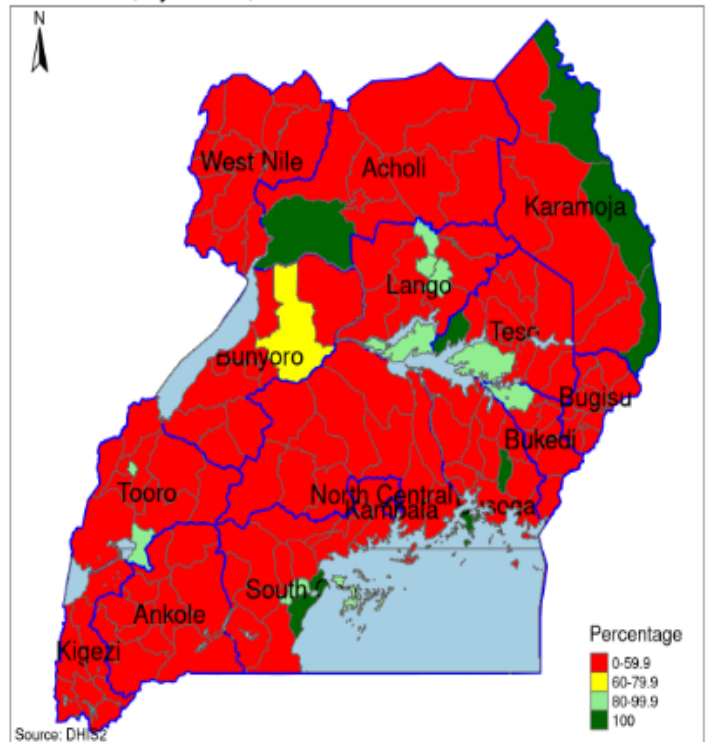 N
West Nile
Acholi
Karamoja
Lango
Teso
Bunyoro
Bugisu
Bukedi
Tooro
North Central
Kampala
South
Ankole
Kigezi
Percentage
0-59.9
60-79.9
80-99.9
100
Source: DHIS2